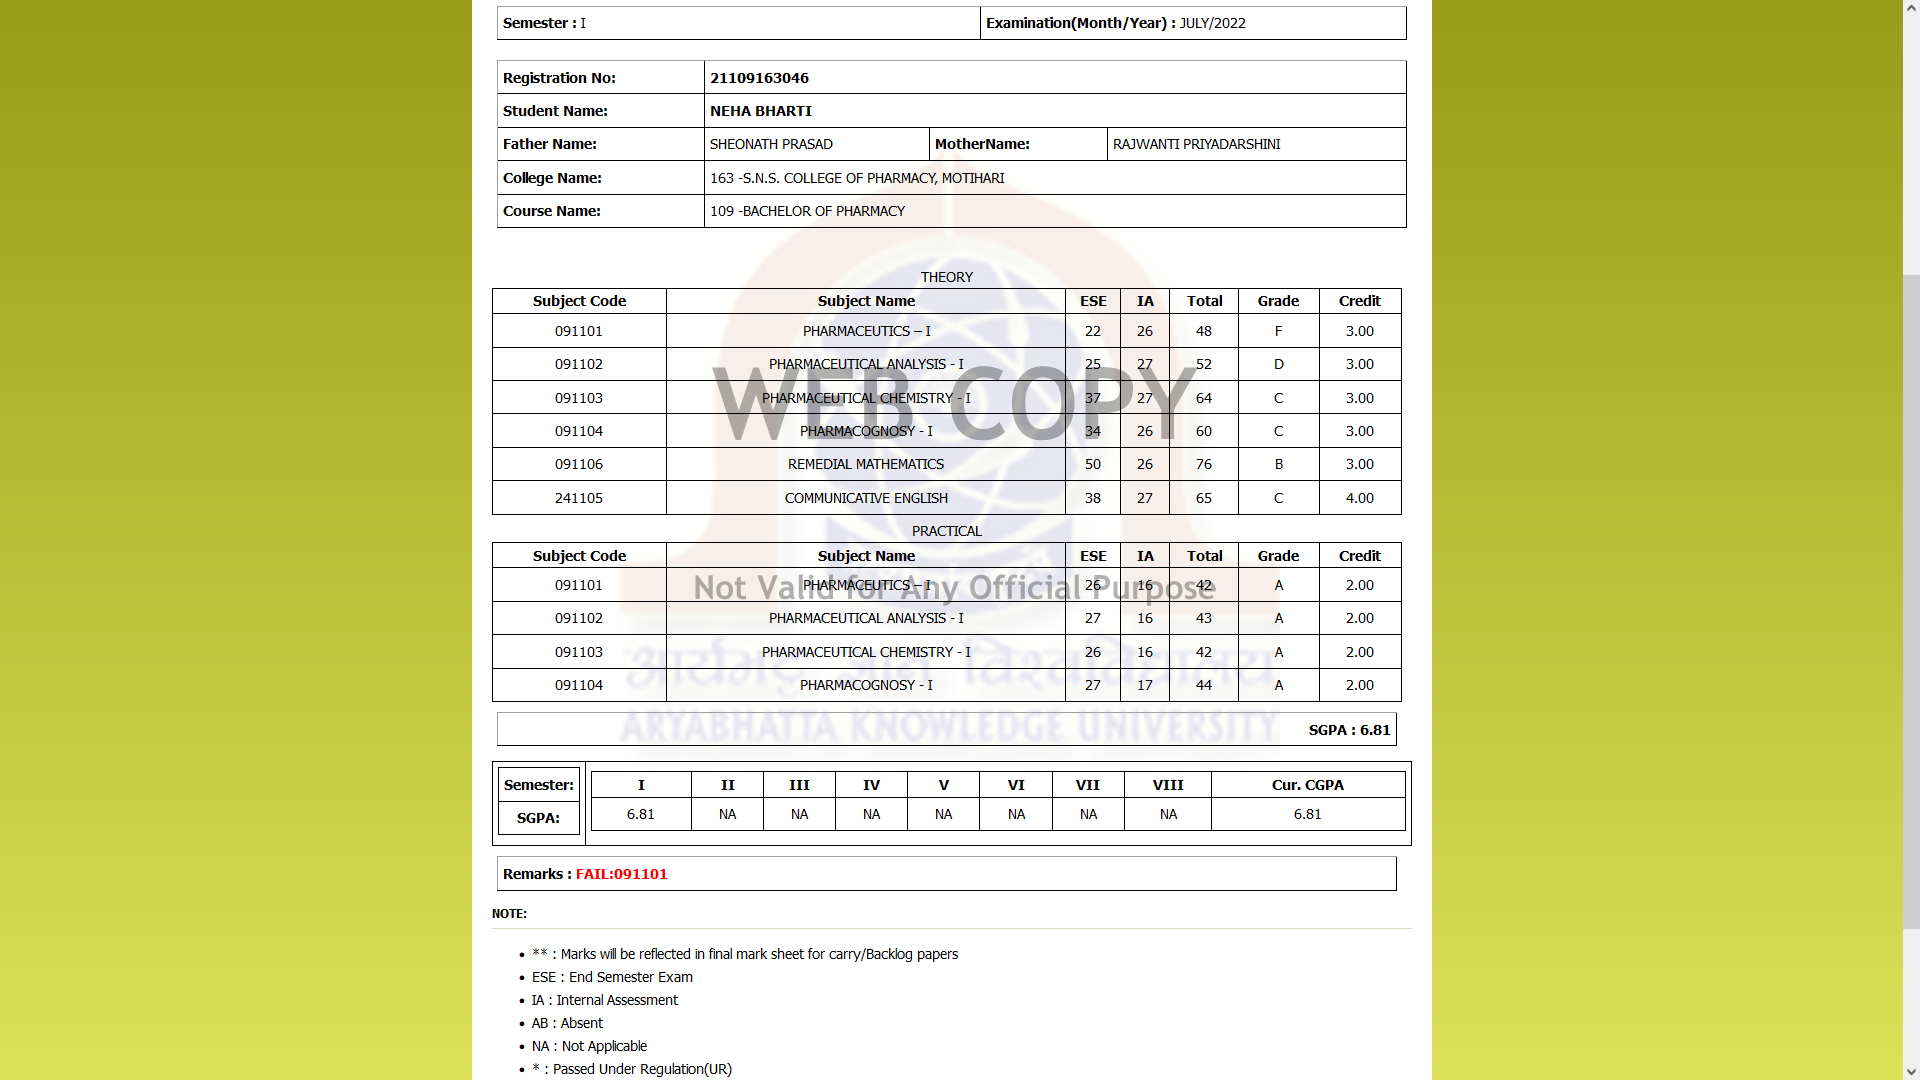 Semester : I Examination(Month/Year) : JULY/2022
Registration No: 21109163046
Student Name: NEHA BHARTI
Father Name: SHEONATH PRASAD MotherName: RAJWANTI PRIYADARSHINI
College Name: 163 -S.N.S. COLLEGE OF PHARMACY, MOTIHARI
Course Name: 109 -BACHELOR OF PHARMACY
THEORY
Subject Code Subject Name ESE IA Total Grade Credit
091101 PHARMACEUTICS – I 22 26 48 F 3.00
091102 PHARMACEUTICAL ANALYSIS - I 25 27 52 D 3.00
WEB COPY
091103 PHARMACEUTICAL CHEMISTRY - I 37 27 64 C 3.00
091104 PHARMACOGNOSY - I 34 26 60 C 3.00
091106 REMEDIAL MATHEMATICS 50 26 76 B 3.00
241105 COMMUNICATIVE ENGLISH 38 27 65 C 4.00
PRACTICAL
Subject Code Subject Name ESE IA Total Grade Credit
091101 PHARMACEUTICS – I 26 16 42 A 2.00
Not Valid for Any Official Purpose
091102 PHARMACEUTICAL ANALYSIS - I 27 16 43 A 2.00
091103 PHARMACEUTICAL CHEMISTRY - I 26 16 42 A 2.00
आर्यभट्ट ज्ञान विश्वविद्यालय
091104 PHARMACOGNOSY - I 27 17 44 A 2.00
ARYABHATTA KNOWLEDGE UNIVERSITY
SGPA : 6.81
Semester: I II III IV V VI VII VIII Cur. CGPA
SGPA: 6.81 NA NA NA NA NA NA NA 6.81
Remarks : FAIL:091101
NOTE:
• ** : Marks will be reflected in final mark sheet for carry/Backlog papers
• ESE : End Semester Exam
• IA : Internal Assessment
• AB : Absent
• NA : Not Applicable
• * : Passed Under Regulation(UR)